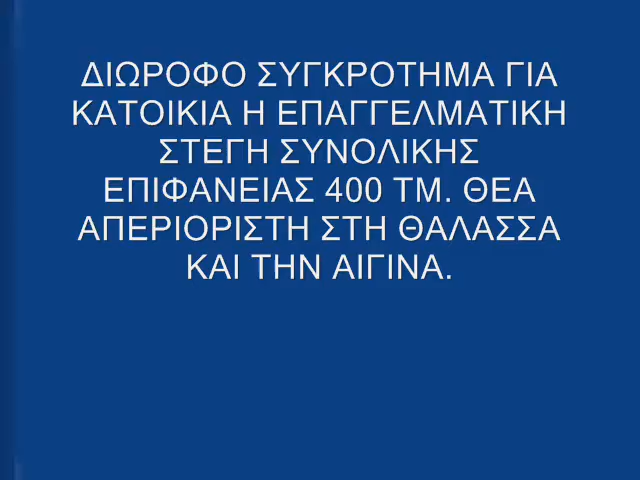 ΔΙΩΡΟΦΟ ΣΥΓΚΡΟΤΗΜΑ ΓΙΑ
ΚΑΤΟΙΚΙΑ Η ΕΠΑΓΓΕΛΜΑΤΙΚΗ
ΣΤΕΓΗ ΣΥΝΟΛΙΚΗΣ
ΕΠΙΦΑΝΕΙΑΣ 400 ΤΜ. ΘΕΑ
ΑΠΕΡΙΟΡΙΣΤΗ ΣΤΗ ΘΑΛΑΣΣΑ
ΚΑΙ ΤΗΝ ΑΙΓΙΝΑ.